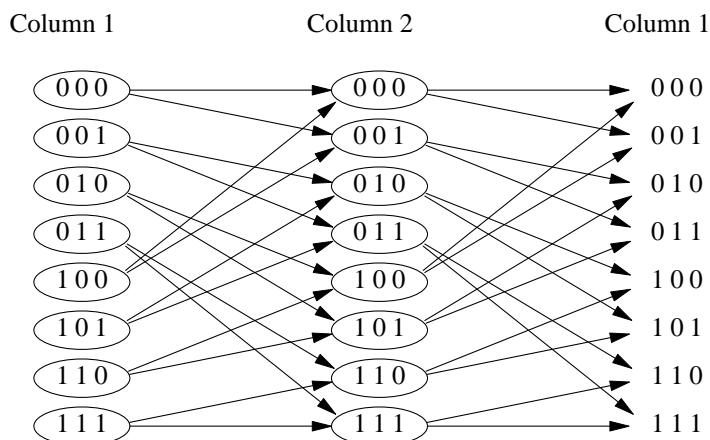 Column 1 Column 2 Column 1
0 0 0 0 0 0 0 0 0
0 0 1 0 0 1 0 0 1
0 1 0 0 1 0 0 1 0
0 1 1 0 1 1 0 1 1
1 0 0 1 0 0 1 0 0
1 0 1 1 0 1 1 0 1
1 1 0 1 1 0 1 1 0
1 1 1 1 1 1 1 1 1